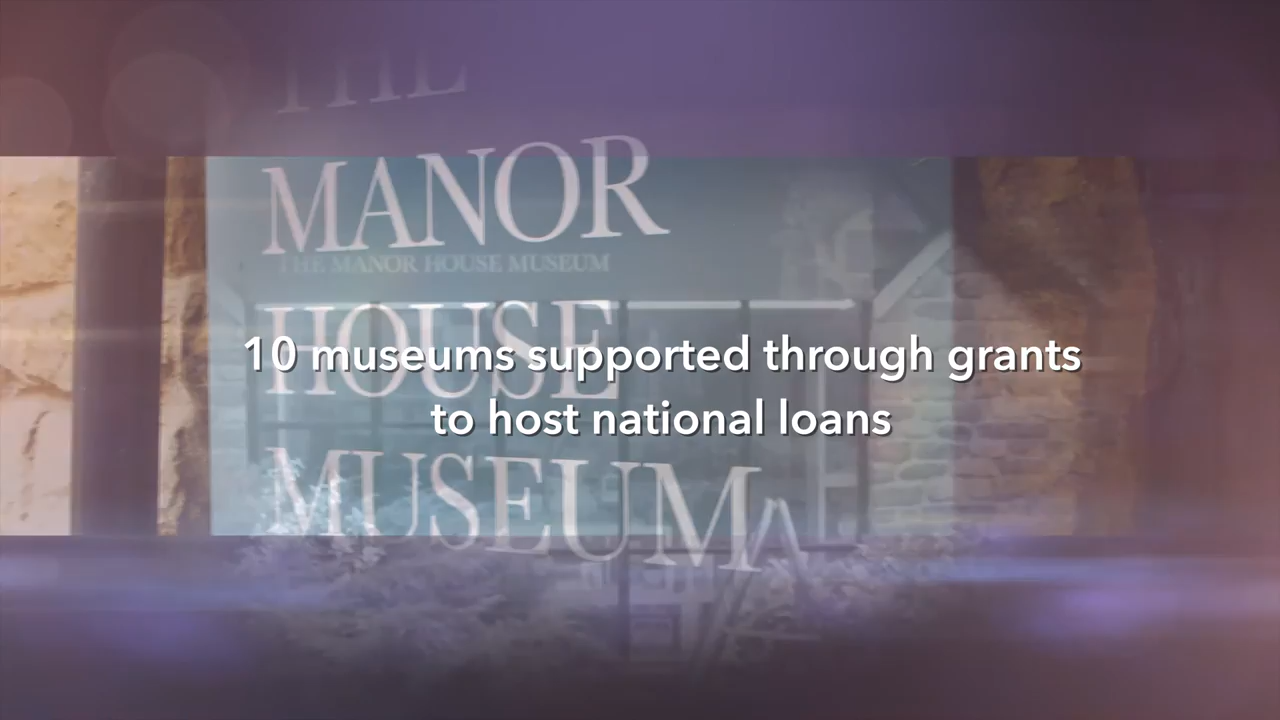 THE
MANOR
THE MANOR HOUSE MUSEUM
HOUSE
10 museums supported through grants
to host national loans
MUSEUM